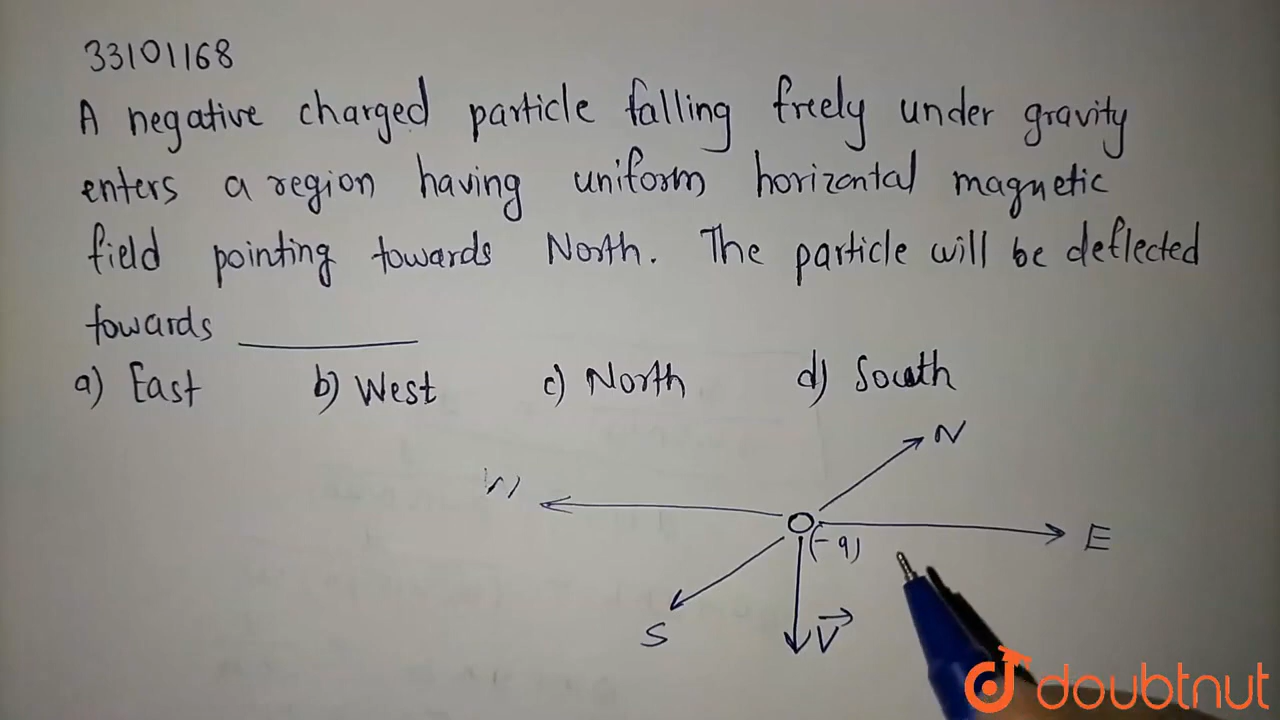 33101168
A negative charged particle falling freely under gravity
enters a region having uniform horizontal magnetic
field pointing towards North. The particle will be deflected
towards ________
a) East b) West c) North d) South
N
E
(-q)
S
V
doubtnut